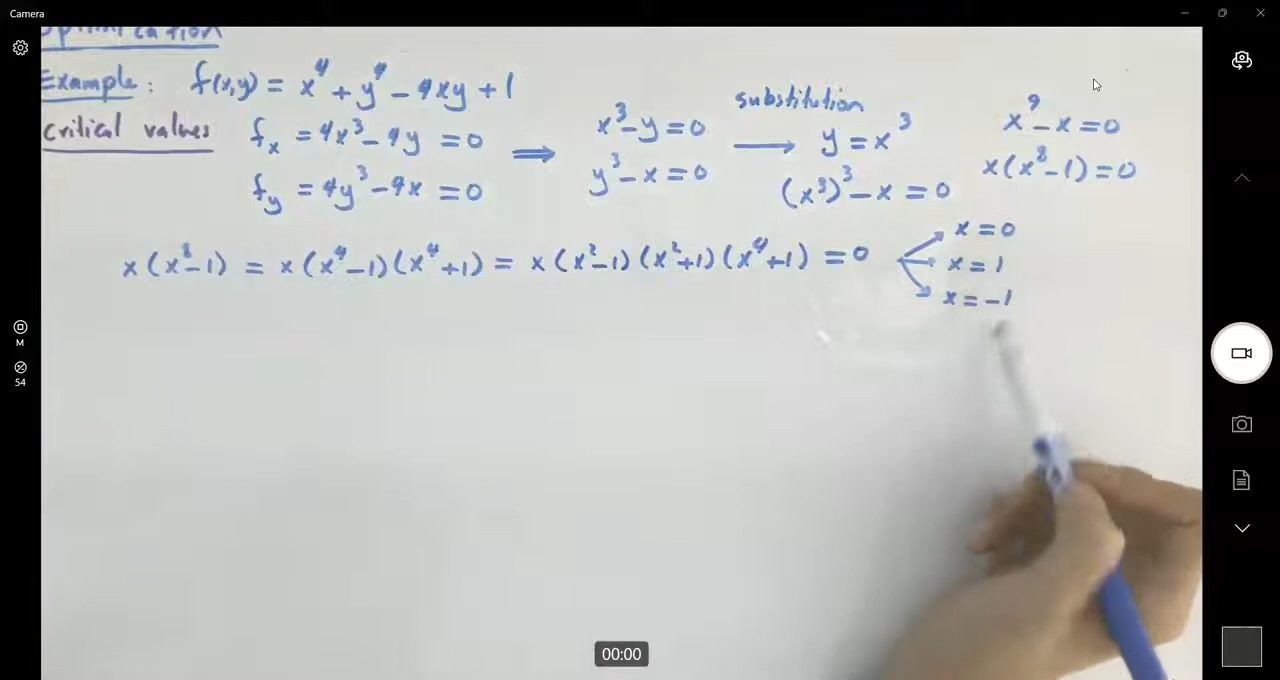 Camera
Optimization
Example: f(x,y) = x⁴ + y⁴ - 4xy + 1
critical values
fx = 4x³ - 4y = 0
fy = 4y³ - 4x = 0
⟹
x³ - y = 0
y³ - x = 0
substitution
→ y = x³
(x³)³ - x = 0
x⁹ - x = 0
x(x⁸ - 1) = 0
x(x⁸ - 1) = x(x⁴ - 1)(x⁴ + 1) = x(x² - 1)(x² + 1)(x⁴ + 1) = 0
x = 0
x = 1
x = -1
M
54
00:00